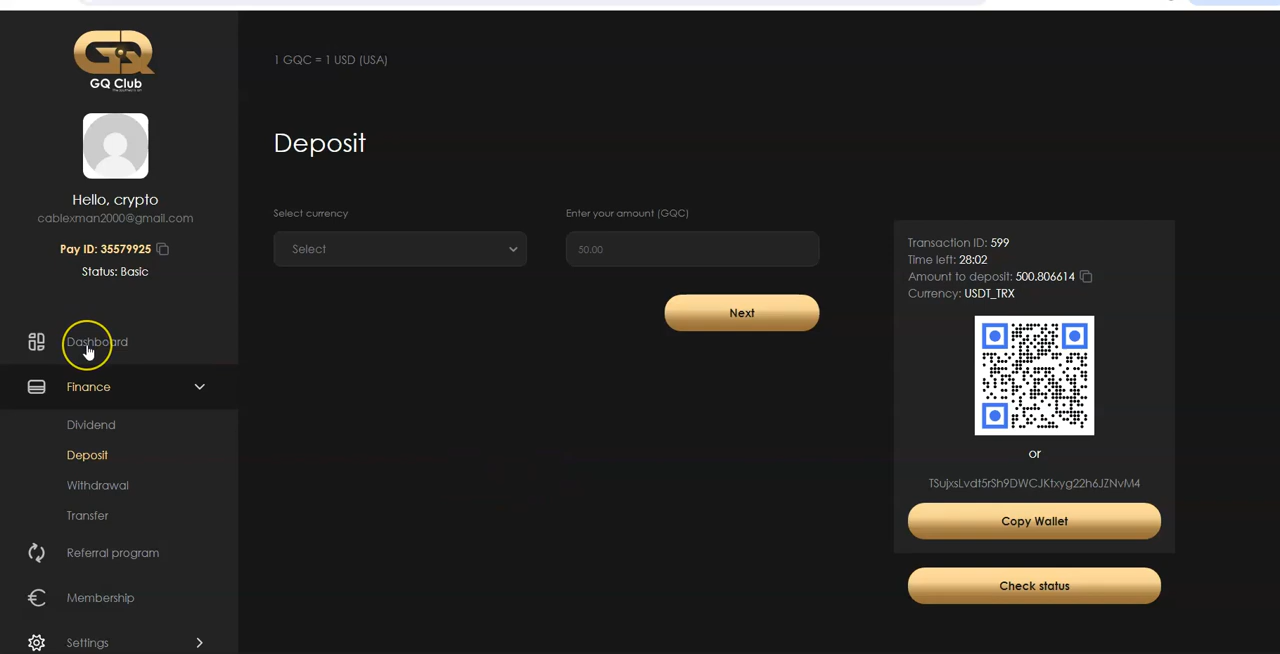 GQ
GQ Club
Hello, crypto
cablexman2000@gmail.com
Pay ID: 35579925
Status: Basic
Dashboard
Finance
Dividend
Deposit
Withdrawal
Transfer
Referral program
Membership
Settings
1 GQC = 1 USD (USA)
Deposit
Select currency
Select
Enter your amount (GQC)
50.00
Next
Transaction ID: 599
Time left: 28:02
Amount to deposit: 500.806614
Currency: USDT_TRX
or
TSujxsLvdt5rSh9DWCJKtxyg22h6JZNvM4
Copy Wallet
Check status